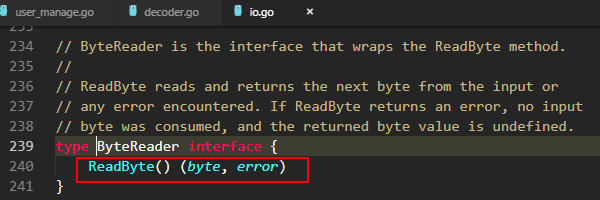 user_manage.go decoder.go io.go ×
234 // ByteReader is the interface that wraps the ReadByte method.
235 //
236 // ReadByte reads and returns the next byte from the input or
237 // any error encountered. If ReadByte returns an error, no input
238 // byte was consumed, and the returned byte value is undefined.
239 type ByteReader interface {
240 ReadByte() (byte, error)
241 }